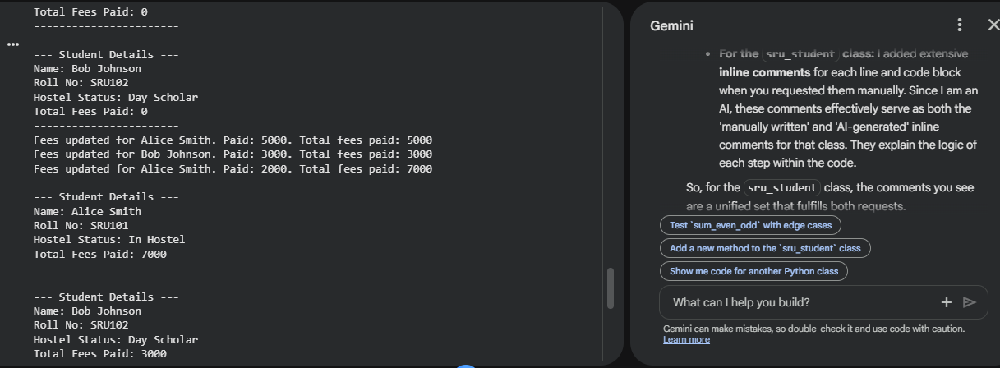 Total Fees Paid: 0
-----------------------
--- Student Details ---
Name: Bob Johnson
Roll No: SRU102
Hostel Status: Day Scholar
Total Fees Paid: 0
-----------------------
Fees updated for Alice Smith. Paid: 5000. Total fees paid: 5000
Fees updated for Bob Johnson. Paid: 3000. Total fees paid: 3000
Fees updated for Alice Smith. Paid: 2000. Total fees paid: 7000
--- Student Details ---
Name: Alice Smith
Roll No: SRU101
Hostel Status: In Hostel
Total Fees Paid: 7000
-----------------------
--- Student Details ---
Name: Bob Johnson
Roll No: SRU102
Hostel Status: Day Scholar
Total Fees Paid: 3000
Gemini
• For the sru_student class: I added extensive
inline comments for each line and code block
when you requested them manually. Since I am an
AI, these comments effectively serve as both the
'manually written' and 'AI-generated' inline
comments for that class. They explain the logic of
each step within the code.
So, for the sru_student class, the comments you see
are a unified set that fulfills both requests.
Test `sum_even_odd` with edge cases
Add a new method to the `sru_student` class
Show me code for another Python class
What can I help you build?
Gemini can make mistakes, so double-check it and use code with caution.
Learn more